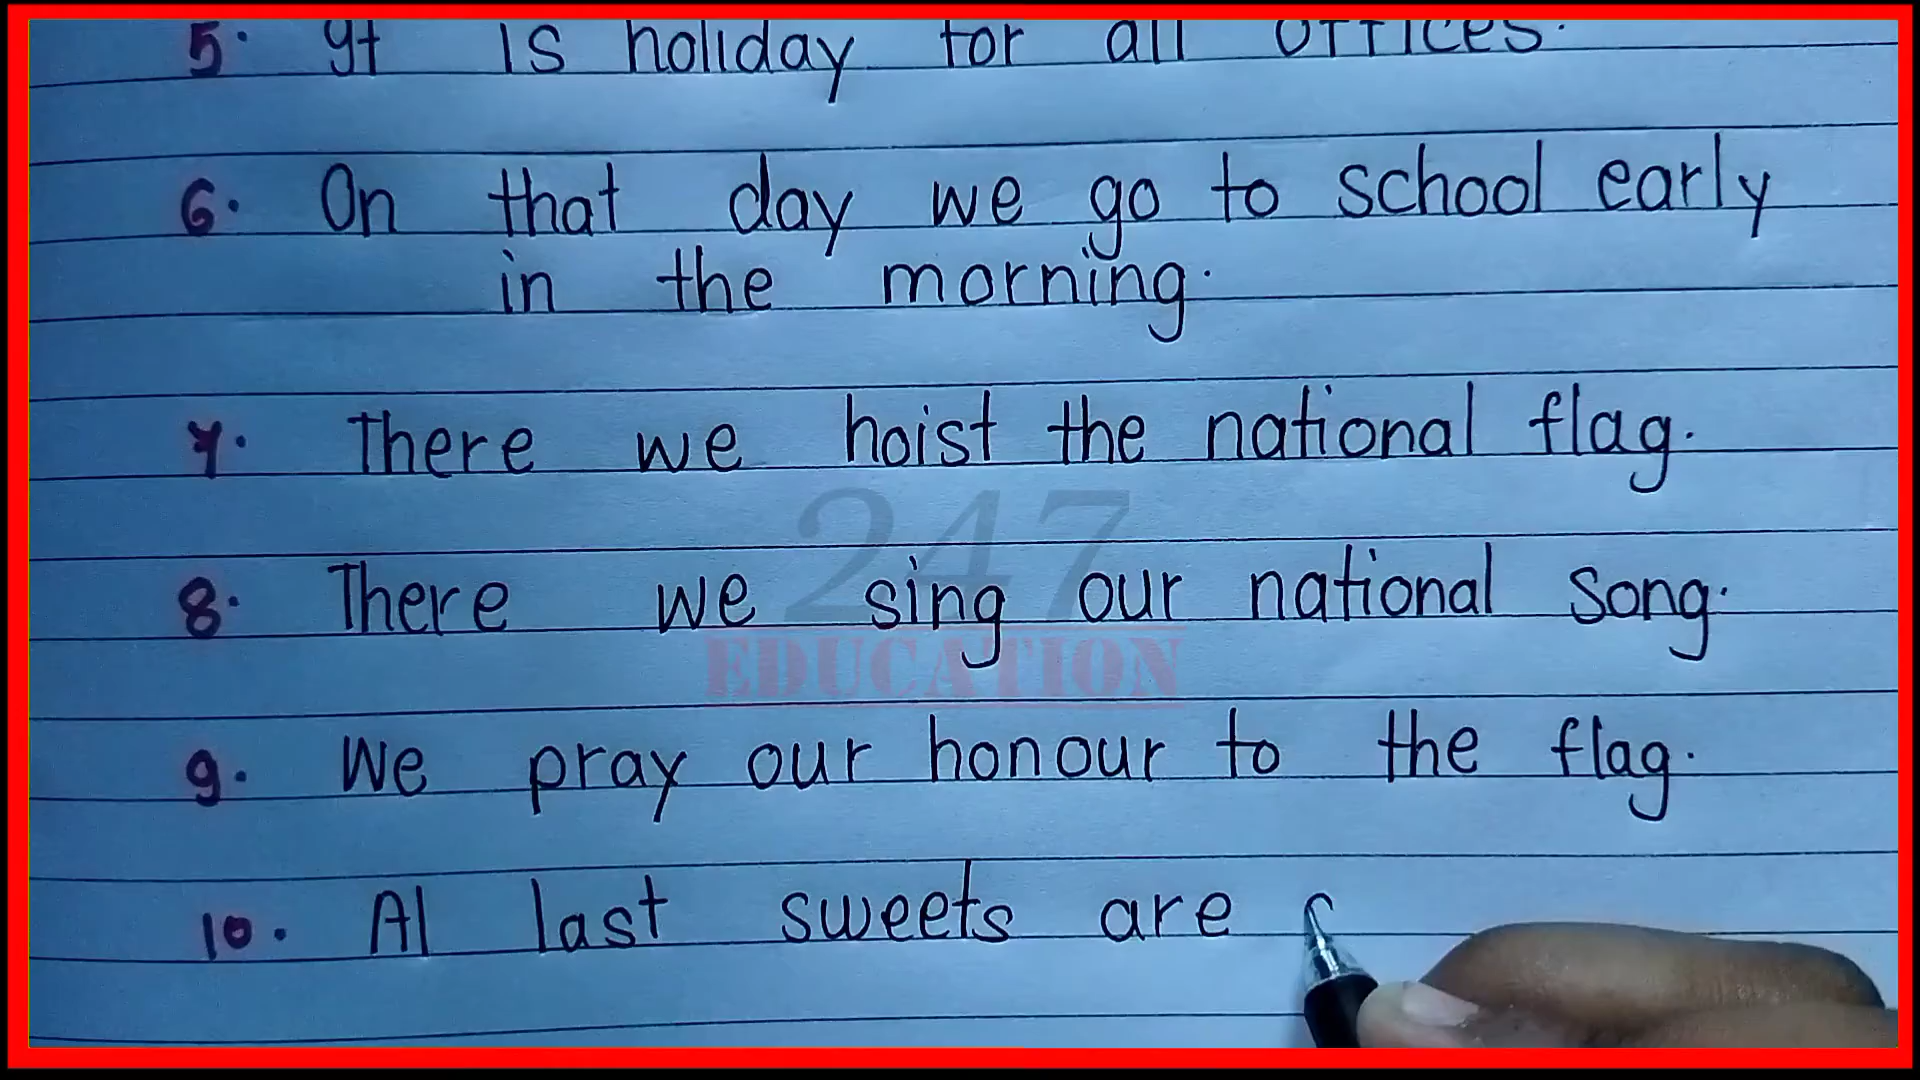 5. It is holiday for all offices.
6. On that day we go to school early
in the morning.
7. There we hoist the national flag.
8. There we sing our national song.
247
EDUCATION
9. We pray our honour to the flag.
10. Al last sweets are